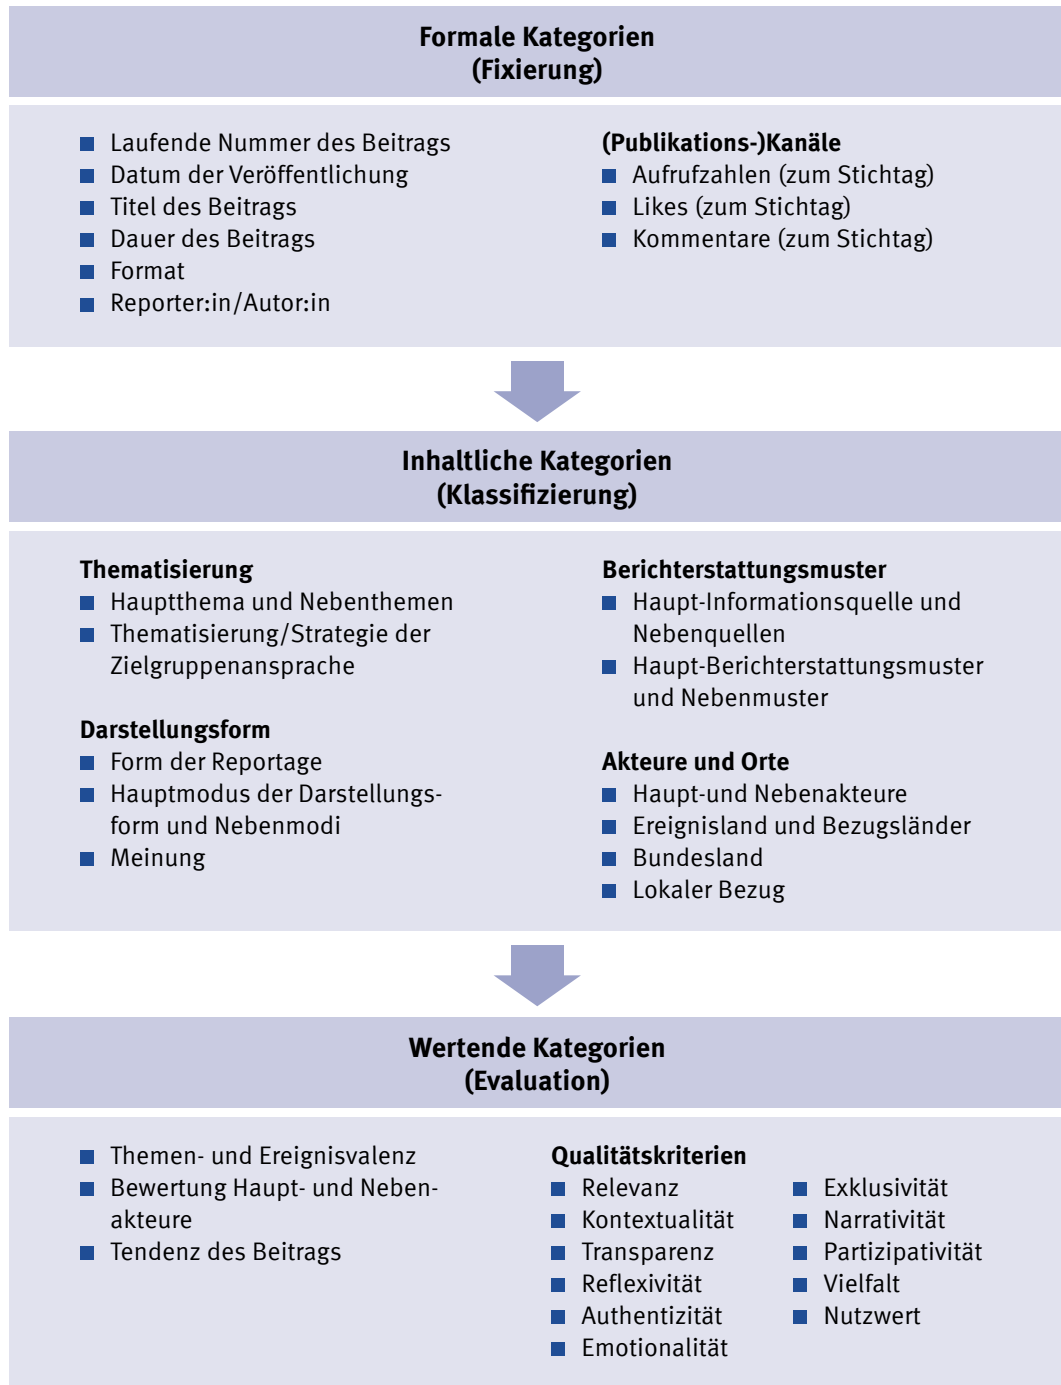 Formale Kategorien
(Fixierung)
Laufende Nummer des Beitrags
Datum der Veröffentlichung
Titel des Beitrags
Dauer des Beitrags
Format
Reporter:in/Autor:in
(Publikations-)Kanäle
Aufrufzahlen (zum Stichtag)
Likes (zum Stichtag)
Kommentare (zum Stichtag)
Inhaltliche Kategorien
(Klassifizierung)
Thematisierung
Hauptthema und Nebenthemen
Thematisierung/Strategie der
Zielgruppenansprache
Darstellungsform
Form der Reportage
Hauptmodus der Darstellungs-
form und Nebenmodi
Meinung
Berichterstattungsmuster
Haupt-Informationsquelle und
Nebenquellen
Haupt-Berichterstattungsmuster
und Nebenmuster
Akteure und Orte
Haupt-und Nebenakteure
Ereignisland und Bezugsländer
Bundesland
Lokaler Bezug
Wertende Kategorien
(Evaluation)
Themen- und Ereignisvalenz
Bewertung Haupt- und Neben-
akteure
Tendenz des Beitrags
Qualitätskriterien
Relevanz
Kontextualität
Transparenz
Reflexivität
Authentizität
Emotionalität
Exklusivität
Narrativität
Partizipativität
Vielfalt
Nutzwert